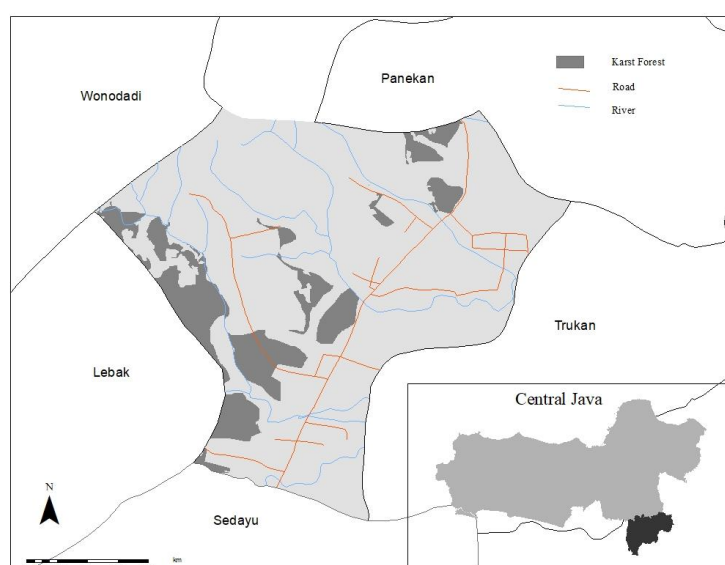 Panekan
Karst Forest
Road
River
Wonodadi
Trukan
Lebak
Central Java
N
Sedayu
km